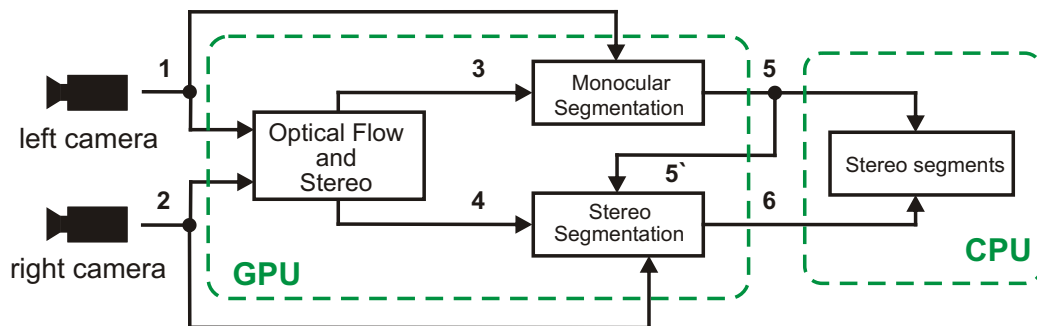 1
3
5
Monocular
Segmentation
left camera
Optical Flow
and
Stereo
Stereo segments
5`
2
4
6
Stereo
Segmentation
right camera
GPU
CPU